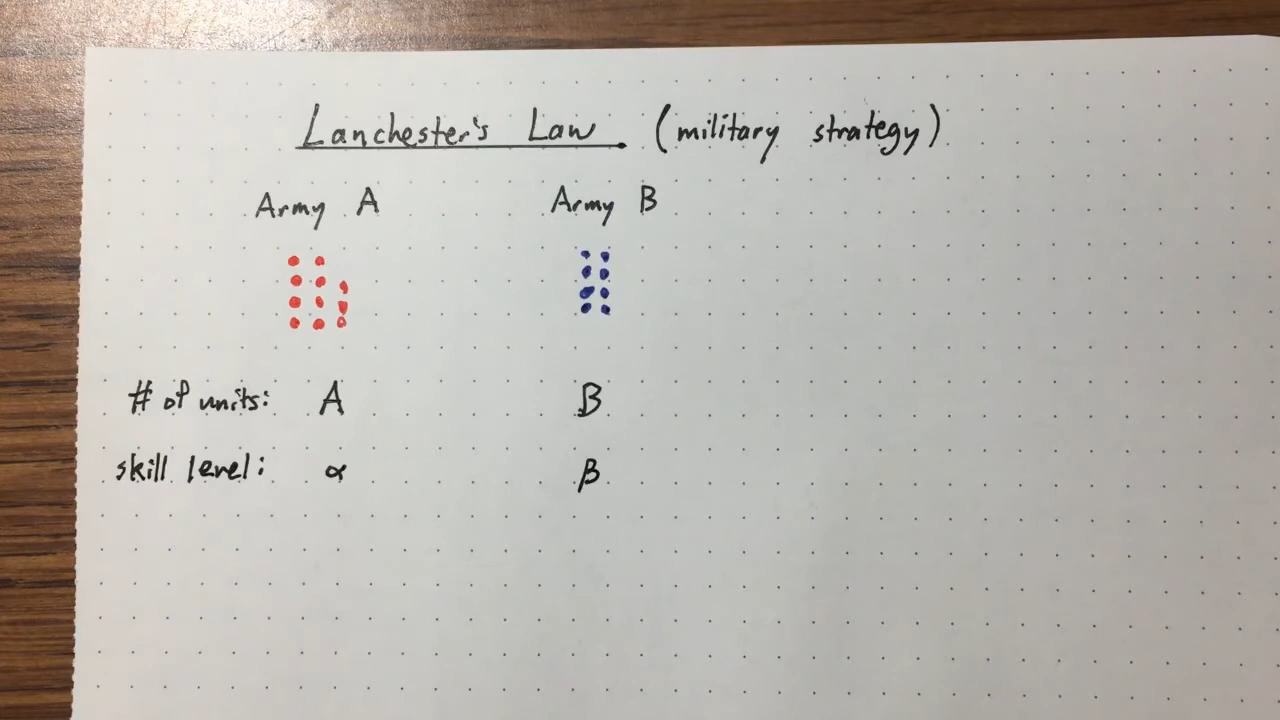 Lanchester's Law (military strategy)
Army A Army B
# of units: A B
skill level: α β